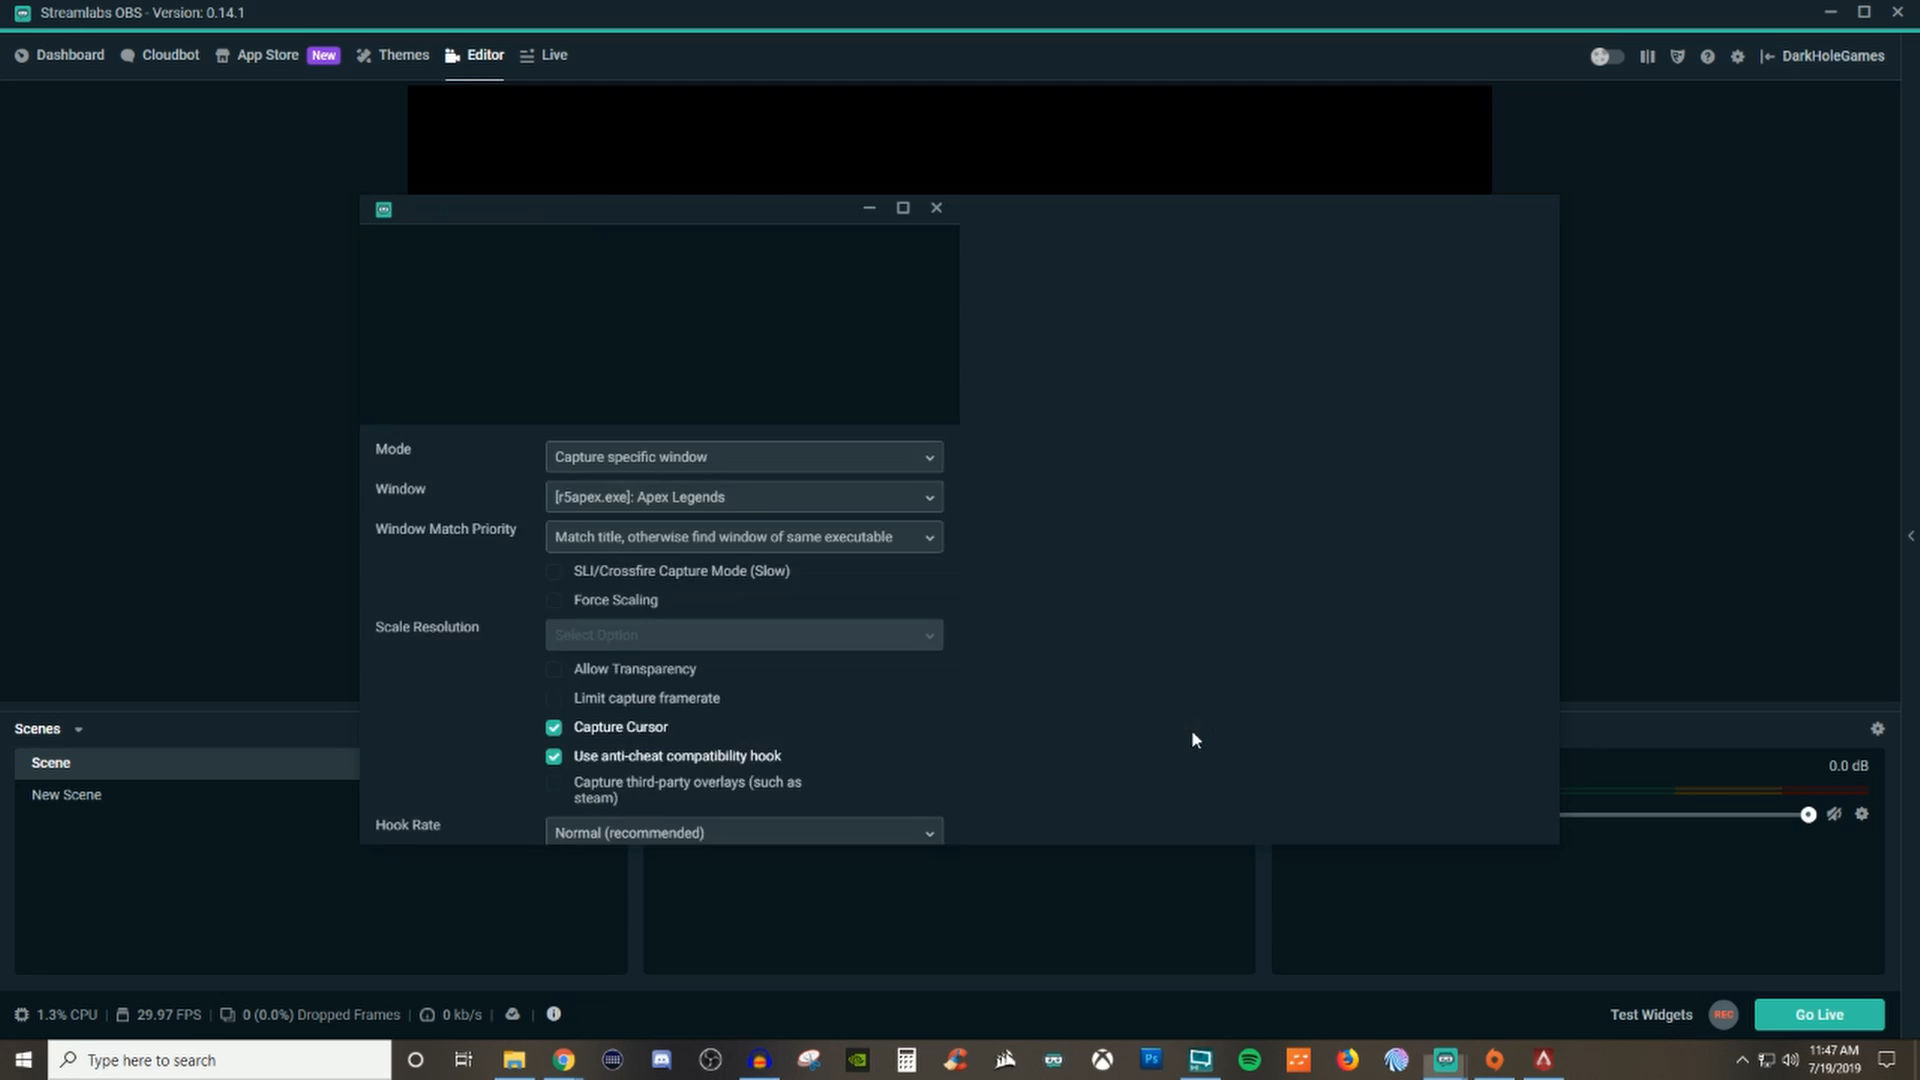 Streamlabs OBS - Version: 0.14.1
Dashboard
Cloudbot
App Store
New
Themes
Editor
Live
DarkHoleGames
Mode
Capture specific window
Window
[r5apex.exe]: Apex Legends
Window Match Priority
Match title, otherwise find window of same executable
SLI/Crossfire Capture Mode (Slow)
Force Scaling
Scale Resolution
Select Option
Allow Transparency
Limit capture framerate
Capture Cursor
Use anti-cheat compatibility hook
Capture third-party overlays (such as
steam)
Hook Rate
Normal (recommended)
Scenes
Scene
New Scene
0.0 dB
1.3% CPU
29.97 FPS
0 (0.0%) Dropped Frames
0 kb/s
Test Widgets
REC
Go Live
Type here to search
Ps
11:47 AM
7/19/2019